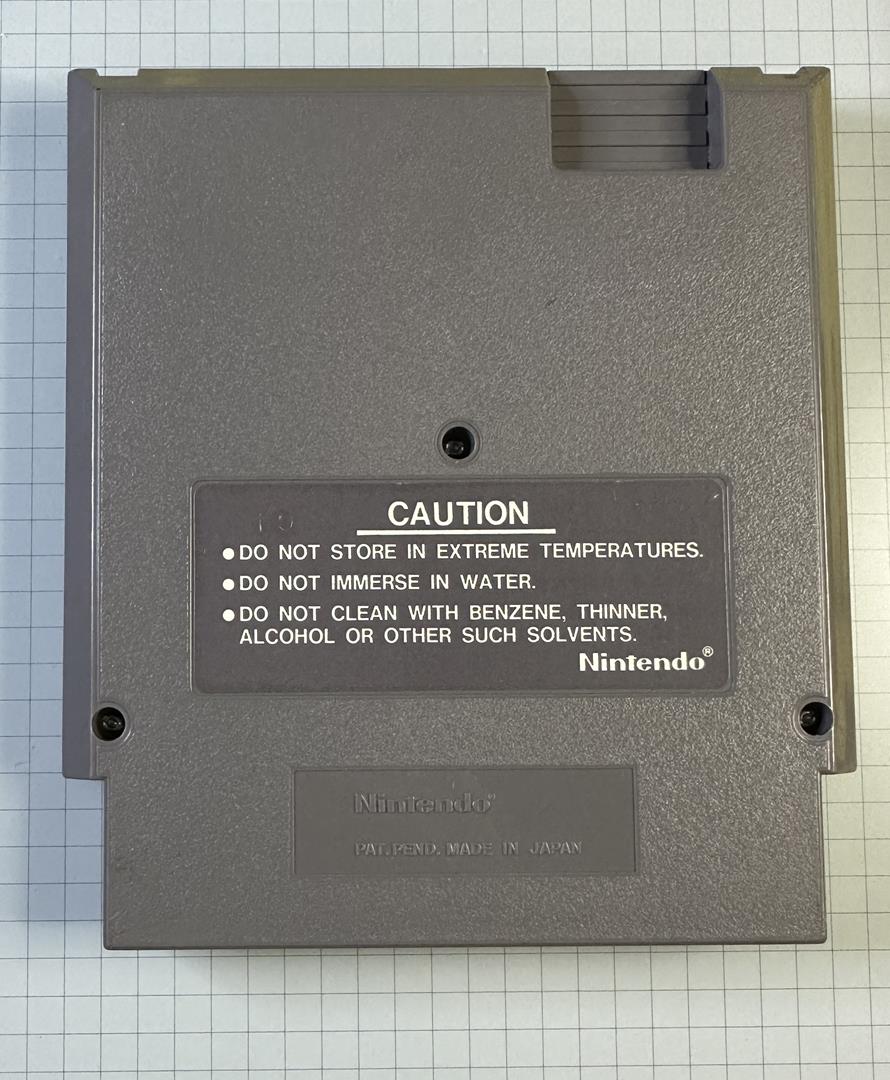 CAUTION
●DO NOT STORE IN EXTREME TEMPERATURES.
●DO NOT IMMERSE IN WATER.
●DO NOT CLEAN WITH BENZENE, THINNER,
ALCOHOL OR OTHER SUCH SOLVENTS.
Nintendo®
Nintendo®
PAT.PEND. MADE IN JAPAN